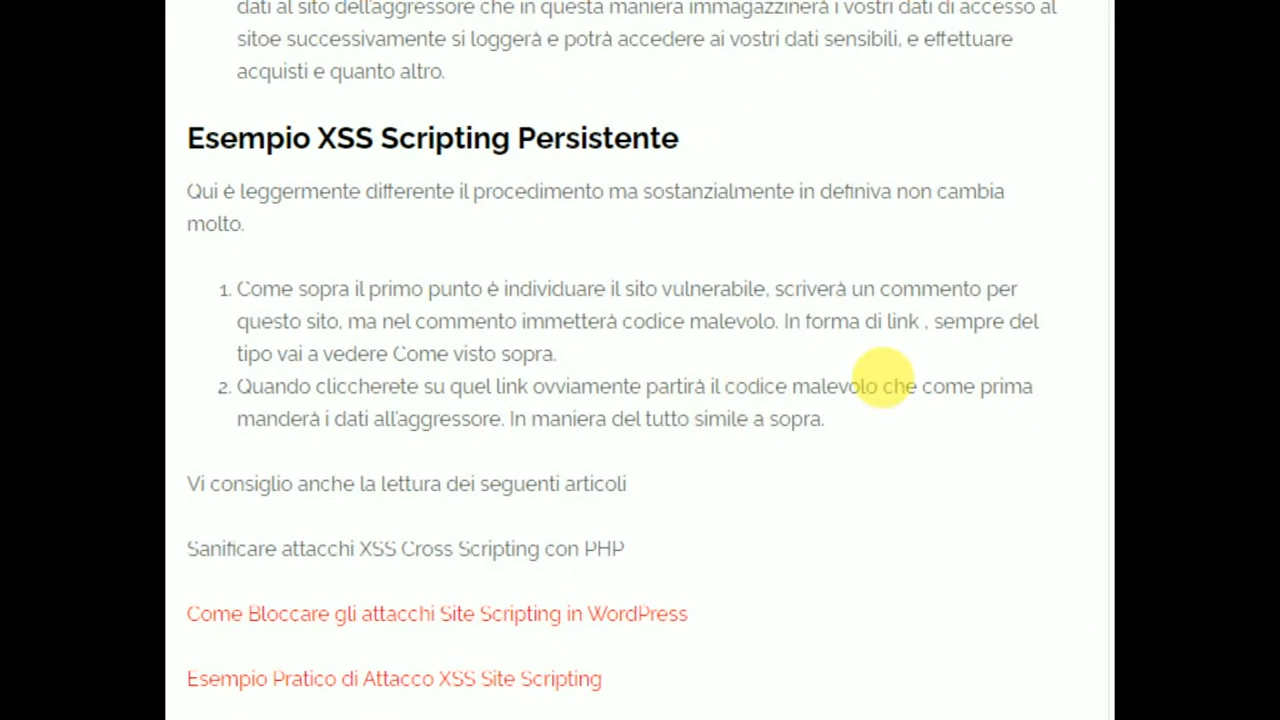 dati al sito dell'aggressore che in questa maniera immagazzinerà i vostri dati di accesso al
sitoe successivamente si loggerà e potrà accedere ai vostri dati sensibili, e effettuare
acquisti e quanto altro.
Esempio XSS Scripting Persistente
Qui è leggermente differente il procedimento ma sostanzialmente in definiva non cambia
molto.
1. Come sopra il primo punto è individuare il sito vulnerabile, scriverà un commento per
questo sito, ma nel commento immetterà codice malevolo. In forma di link , sempre del
tipo vai a vedere Come visto sopra.
2. Quando cliccherete su quel link ovviamente partirà il codice malevolo che come prima
manderà i dati all'aggressore. In maniera del tutto simile a sopra.
Vi consiglio anche la lettura dei seguenti articoli
Sanificare attacchi XSS Cross Scripting con PHP
Come Bloccare gli attacchi Site Scripting in WordPress
Esempio Pratico di Attacco XSS Site Scripting